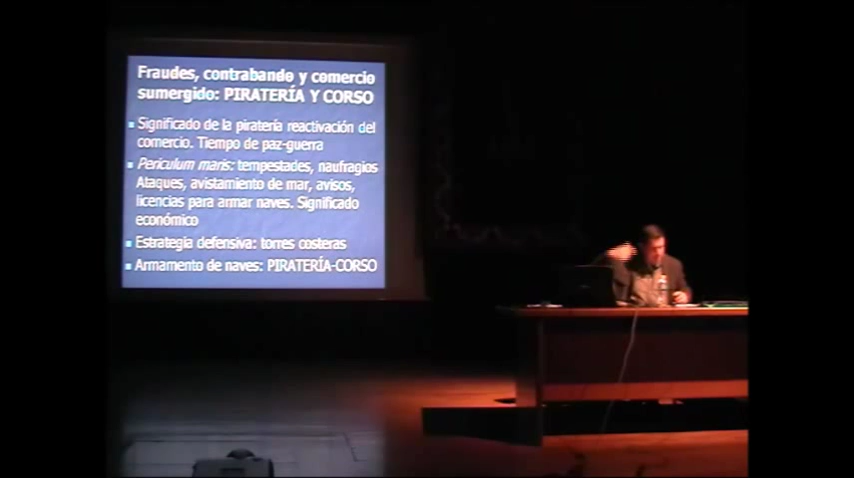 Fraudes, contrabando y comercio
sumergido: PIRATERÍA Y CORSO
Significado de la piratería reactivación del
comercio. Tiempo de paz-guerra
Periculum maris: tempestades, naufragios
Ataques, avistamiento de mar, avisos,
licencias para armar naves. Significado
económico
Estrategia defensiva: torres costeras
Armamento de naves: PIRATERÍA-CORSO